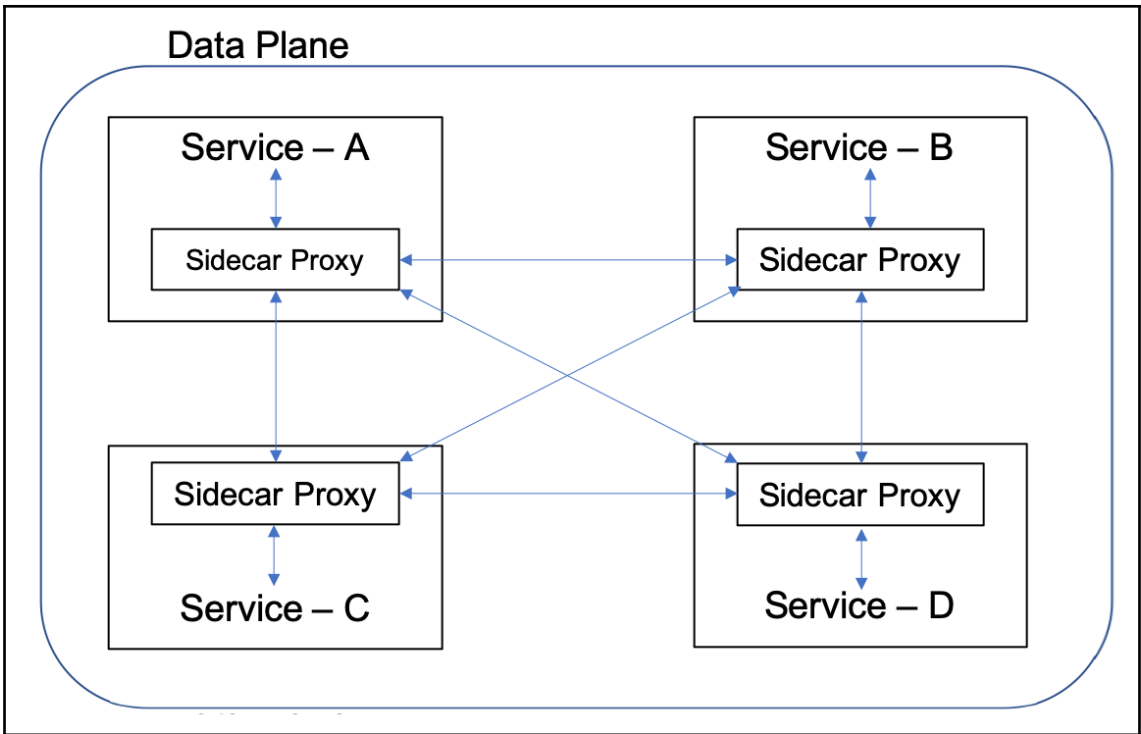 Data Plane
Service – A
Service – B
Sidecar Proxy
Sidecar Proxy
Sidecar Proxy
Sidecar Proxy
Service – C
Service – D